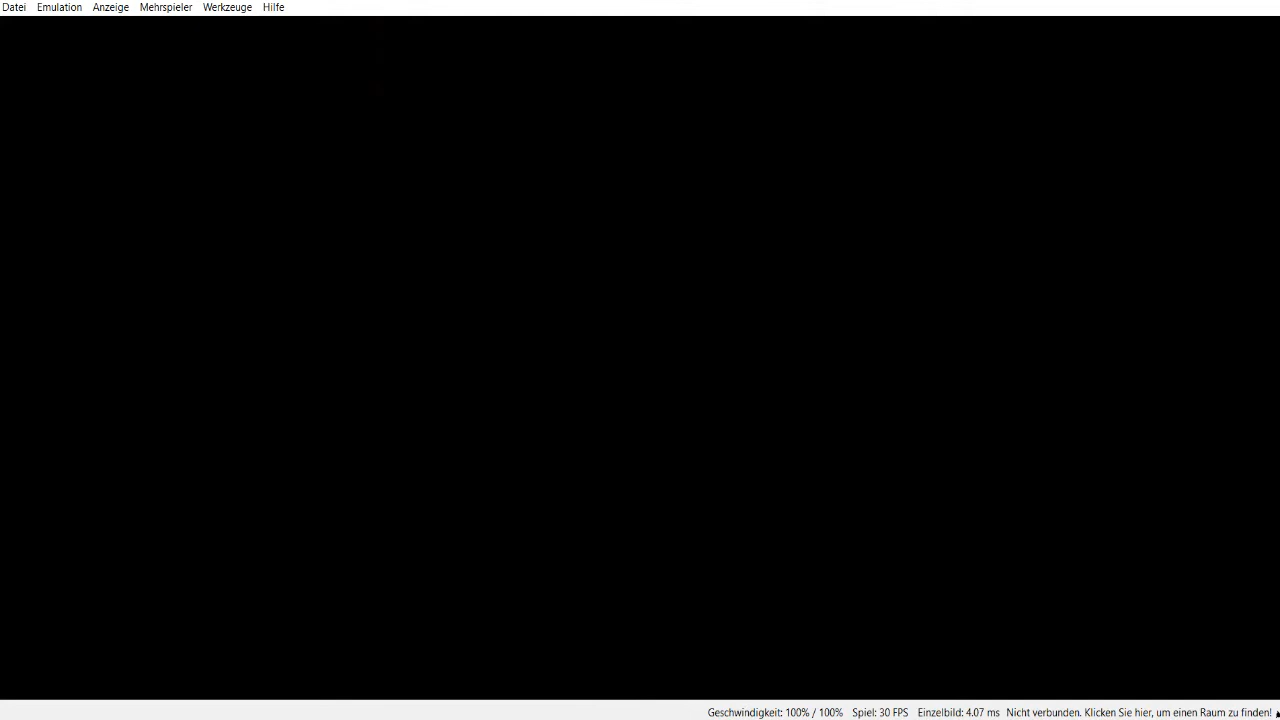 Datei Emulation Anzeige Mehrspieler Werkzeuge Hilfe
Geschwindigkeit: 100% / 100% Spiel: 30 FPS Einzelbild: 4.07 ms Nicht verbunden. Klicken Sie hier, um einen Raum zu finden!